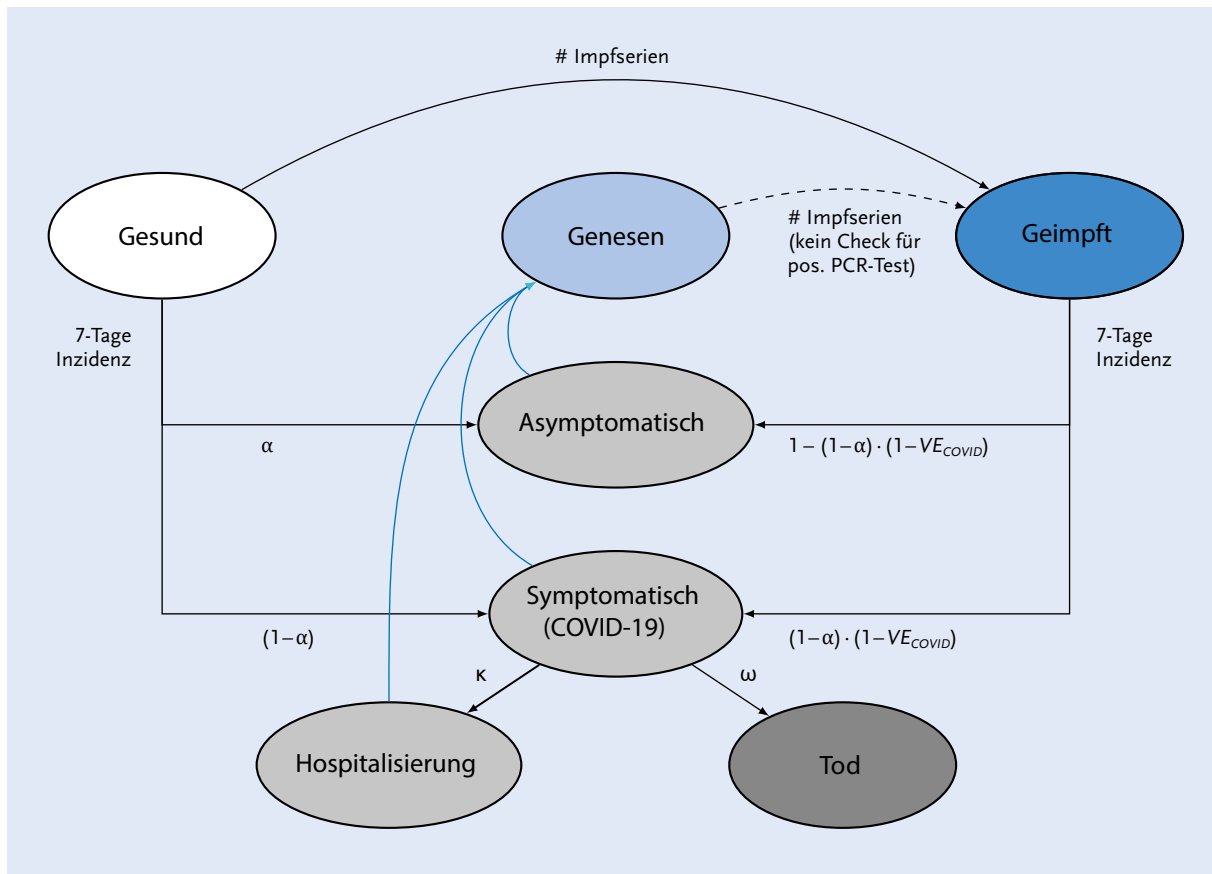 # Impfserien
Gesund
Genesen
Geimpft
# Impfserien
(kein Check für
pos. PCR-Test)
7-Tage
Inzidenz
7-Tage
Inzidenz
Asymptomatisch
α
1 – (1–α) · (1–VE_COVID)
Symptomatisch
(COVID-19)
(1–α)
(1–α) · (1–VE_COVID)
κ
ω
Hospitalisierung
Tod